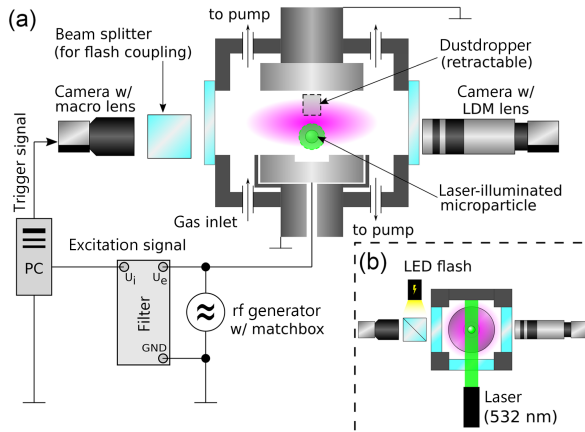 (a)
to pump
Beam splitter
(for flash coupling)
Dustdropper
(retractable)
Camera w/
macro lens
Camera w/
LDM lens
Trigger signal
Laser-illuminated
microparticle
Gas inlet
to pump
Excitation signal
PC
Ui
Ue
Filter
GND
rf generator
w/ matchbox
(b)
LED flash
Laser
(532 nm)